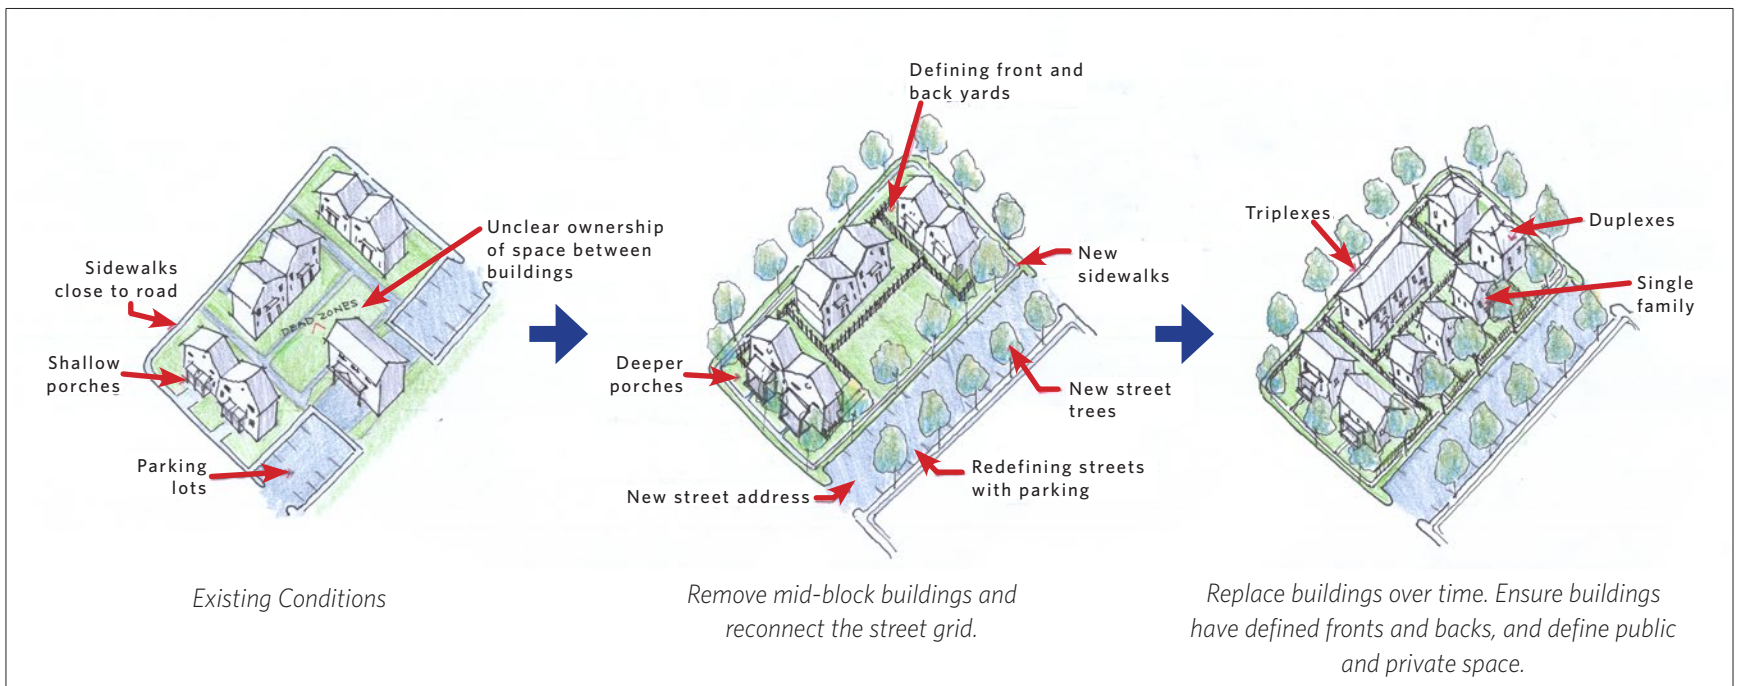 Sidewalks
close to road
Shallow
porches
Parking
lots
Unclear ownership
of space between
buildings
DEAD ZONES
Existing Conditions
Defining front and
back yards
New
sidewalks
Deeper
porches
New street
trees
Redefining streets
with parking
New street address
Remove mid-block buildings and
reconnect the street grid.
Triplexes
Duplexes
Single
family
Replace buildings over time. Ensure buildings
have defined fronts and backs, and define public
and private space.